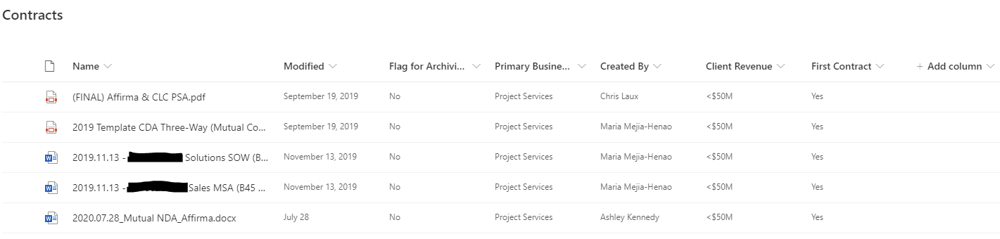 Contracts
Name Modified Flag for Archivi... Primary Busine... Created By Client Revenue First Contract + Add column
(FINAL) Affirma & CLC PSA.pdf September 19, 2019 No Project Services Chris Laux <$50M Yes
2019 Template CDA Three-Way (Mutual Co... September 19, 2019 No Project Services Maria Mejia-Henao <$50M Yes
2019.11.13 - Solutions SOW (B... November 13, 2019 No Project Services Maria Mejia-Henao <$50M Yes
2019.11.13 - Sales MSA (B45 ... November 13, 2019 No Project Services Maria Mejia-Henao <$50M Yes
2020.07.28_Mutual NDA_Affirma.docx July 28 No Project Services Ashley Kennedy <$50M Yes